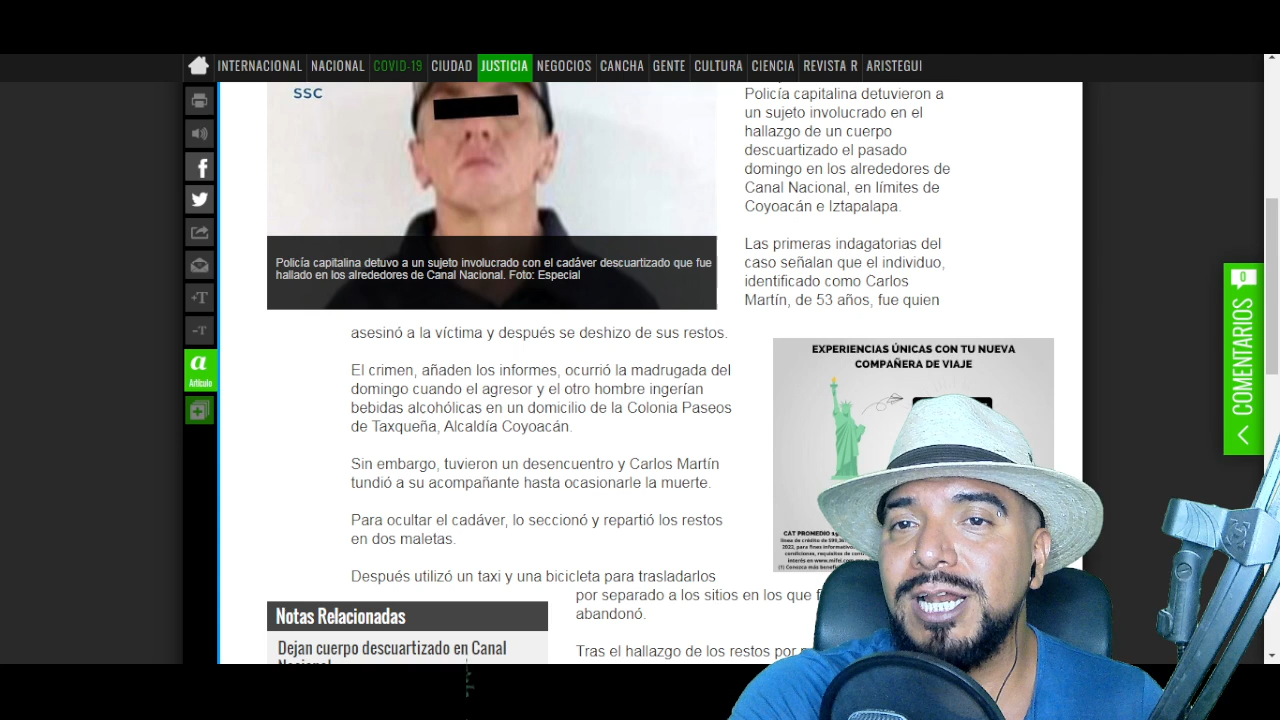 INTERNACIONAL NACIONAL COVID-19 CIUDAD JUSTICIA NEGOCIOS CANCHA GENTE CULTURA CIENCIA REVISTA R ARISTEGUI
SSC
Policía capitalina detuvo a un sujeto involucrado con el cadáver descuartizado que fue
hallado en los alrededores de Canal Nacional. Foto: Especial
Policía capitalina detuvieron a
un sujeto involucrado en el
hallazgo de un cuerpo
descuartizado el pasado
domingo en los alrededores de
Canal Nacional, en límites de
Coyoacán e Iztapalapa.
Las primeras indagatorias del
caso señalan que el individuo,
identificado como Carlos
Martín, de 53 años, fue quien
asesinó a la víctima y después se deshizo de sus restos.
El crimen, añaden los informes, ocurrió la madrugada del
domingo cuando el agresor y el otro hombre ingerían
bebidas alcohólicas en un domicilio de la Colonia Paseos
de Taxqueña, Alcaldía Coyoacán.
Sin embargo, tuvieron un desencuentro y Carlos Martín
tundió a su acompañante hasta ocasionarle la muerte.
Para ocultar el cadáver, lo seccionó y repartió los restos
en dos maletas.
Después utilizó un taxi y una bicicleta para trasladarlos
por separado a los sitios en los que
abandonó.
Tras el hallazgo de los restos por
Notas Relacionadas
Dejan cuerpo descuartizado en Canal
Nacional
EXPERIENCIAS ÚNICAS CON TU NUEVA
COMPAÑERA DE VIAJE
CAT PROMEDIO
+T
-T
a
Artículo
0
COMENTARIOS